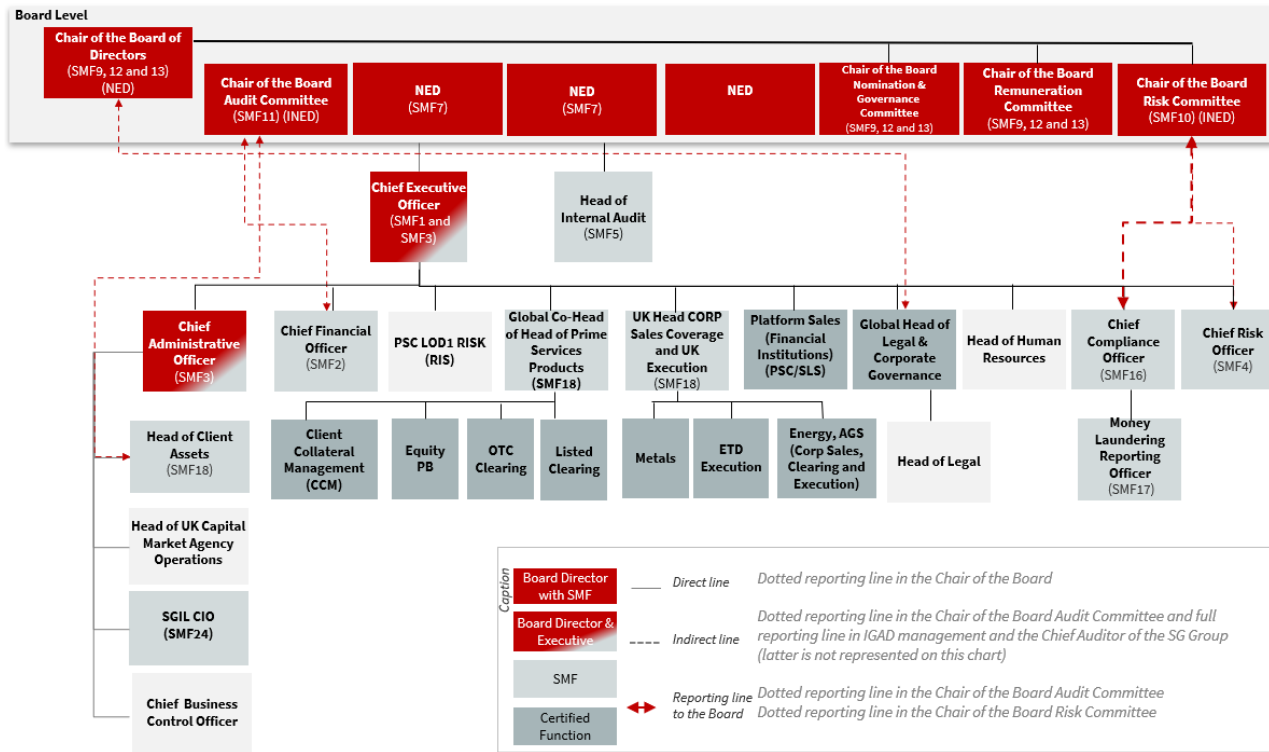 Board Level
Chair of the Board of
Directors
(SMF9, 12 and 13)
(NED)
Chair of the Board
Audit Committee
(SMF11) (INED)
NED
(SMF7)
NED
(SMF7)
NED
Chair of the Board
Nomination &
Governance
Committee
(SMF9, 12 and 13)
Chair of the Board
Remuneration
Committee
(SMF9, 12 and 13)
Chair of the Board
Risk Committee
(SMF10) (INED)
Chief Executive
Officer
(SMF1 and
SMF3)
Head of
Internal Audit
(SMF5)
Chief
Administrative
Officer
(SMF3)
Chief Financial
Officer
(SMF2)
PSC LOD1 RISK
(RIS)
Global Co-Head
of Head of Prime
Services
Products
(SMF18)
UK Head CORP
Sales Coverage
and UK
Execution
(SMF18)
Platform Sales
(Financial
Institutions)
(PSC/SLS)
Global Head of
Legal &
Corporate
Governance
Head of Human
Resources
Chief
Compliance
Officer
(SMF16)
Chief Risk Officer
(SMF4)
Head of Client
Assets
(SMF18)
Client
Collateral
Management
(CCM)
Equity
PB
OTC
Clearing
Listed
Clearing
Metals
ETD
Execution
Energy, AGS
(Corp Sales,
Clearing and
Execution)
Head of Legal
Money
Laundering
Reporting
Officer
(SMF17)
Head of UK Capital
Market Agency
Operations
SGIL CIO
(SMF24)
Chief Business
Control Officer
Caption
Board Director
with SMF
Board Director &
Executive
SMF
Certified
Function
Direct line
Indirect line
Reporting line
to the Board
Dotted reporting line in the Chair of the Board
Dotted reporting line in the Chair of the Board Audit Committee and full
reporting line in IGAD management and the Chief Auditor of the SG Group
(latter is not represented on this chart)
Dotted reporting line in the Chair of the Board Audit Committee
Dotted reporting line in the Chair of the Board Risk Committee